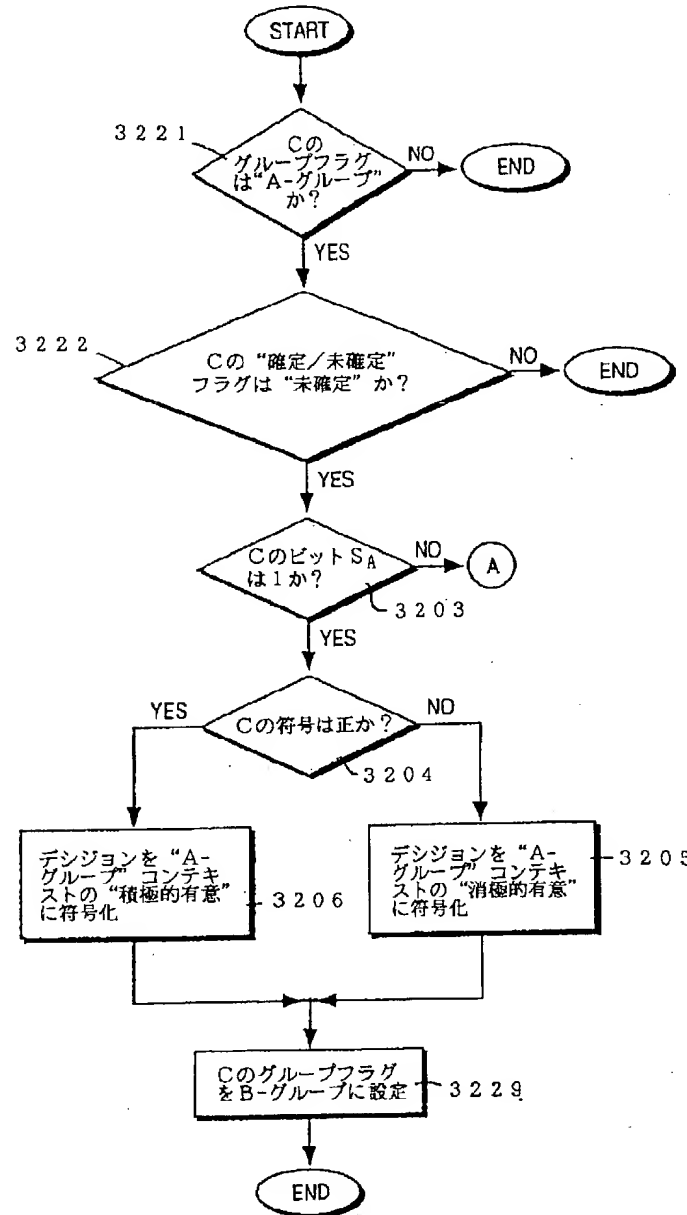 START
3221
Cの
グループフラグ
は“A-グループ”
か?
NO
END
YES
3222
Cの“確定/未確定”
フラグは“未確定”か?
NO
END
YES
CのビットSA
は1か?
NO
A
3203
YES
YES
Cの符号は正か?
NO
3204
デシジョンを“A-
グループ”コンテキ
ストの“積極的有意”
に符号化
3206
デシジョンを“A-
グループ”コンテキ
ストの“消極的有意”
に符号化
3205
Cのグループフラグ
をB-グループに設定
3229
END